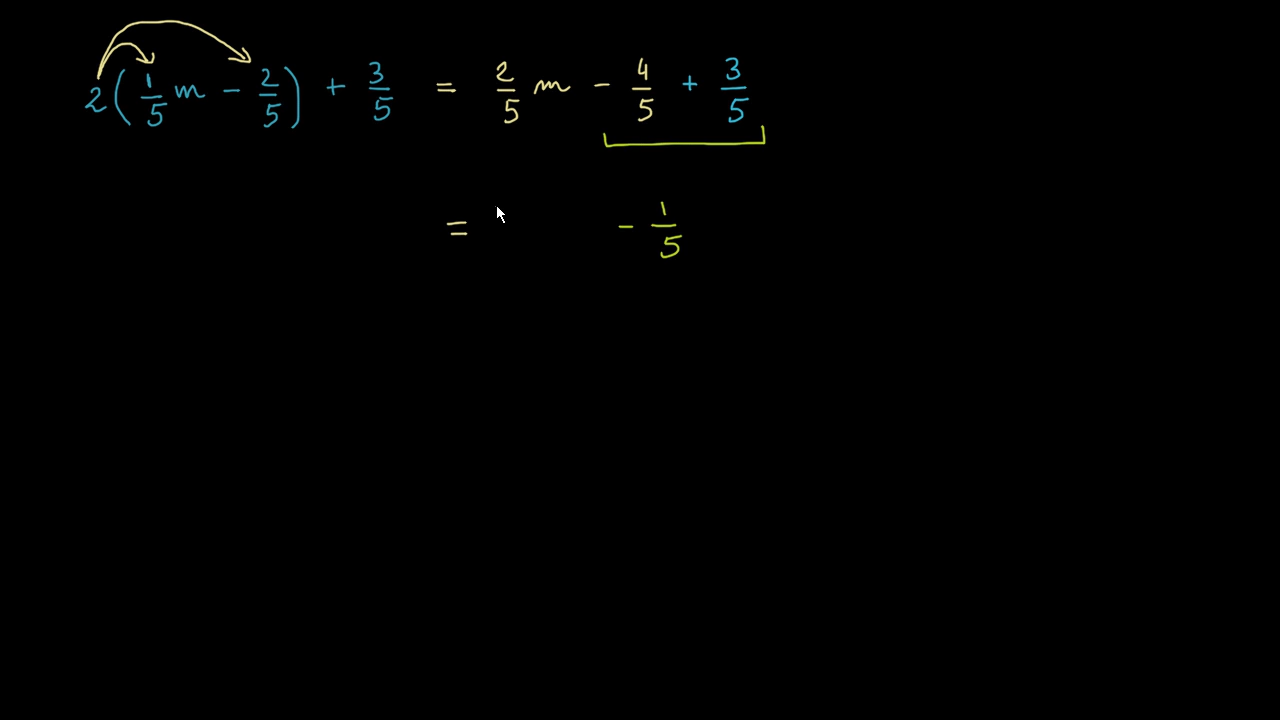 2(1/5 m - 2/5) + 3/5 = 2/5 m - 4/5 + 3/5
= - 1/5